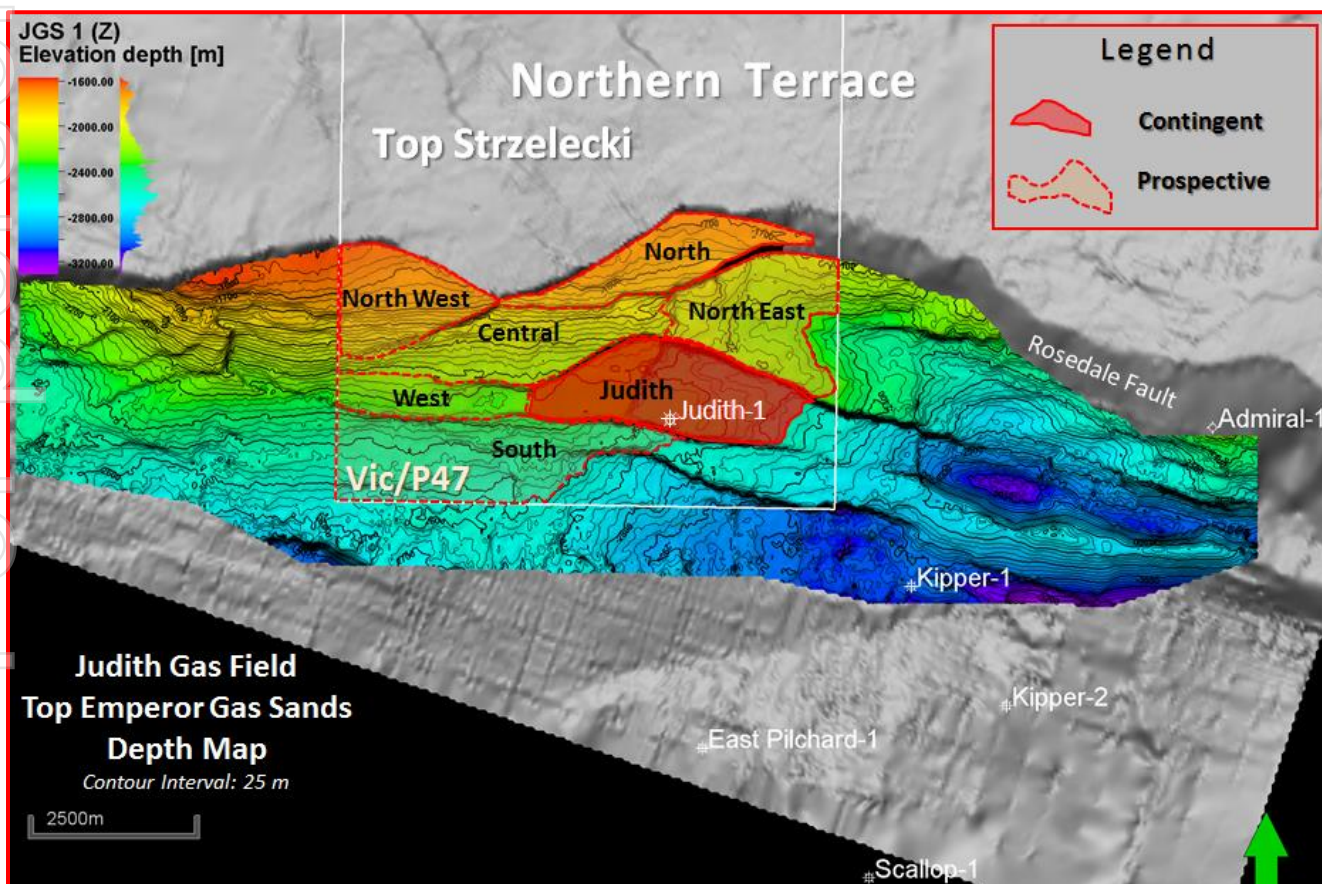 JGS 1 (Z)
Elevation depth [m]
-1600.00
-2000.00
-2400.00
-2800.00
-3200.00
Northern Terrace
Top Strzelecki
Legend
Contingent
Prospective
North
North West
North East
Central
Judith
West
Judith-1
South
Vic/P47
Rosedale Fault
Admiral-1
Kipper-1
Kipper-2
East Pilchard-1
Scallop-1
Judith Gas Field
Top Emperor Gas Sands
Depth Map
Contour Interval: 25 m
2500m